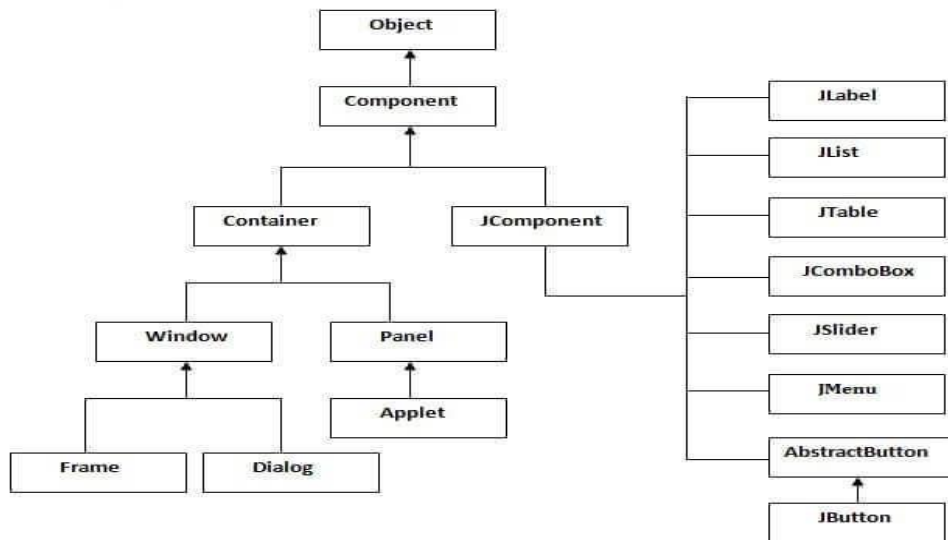 Object
Component
Container
JComponent
Window
Panel
Applet
Frame
Dialog
JLabel
JList
JTable
JComboBox
JSlider
JMenu
AbstractButton
JButton